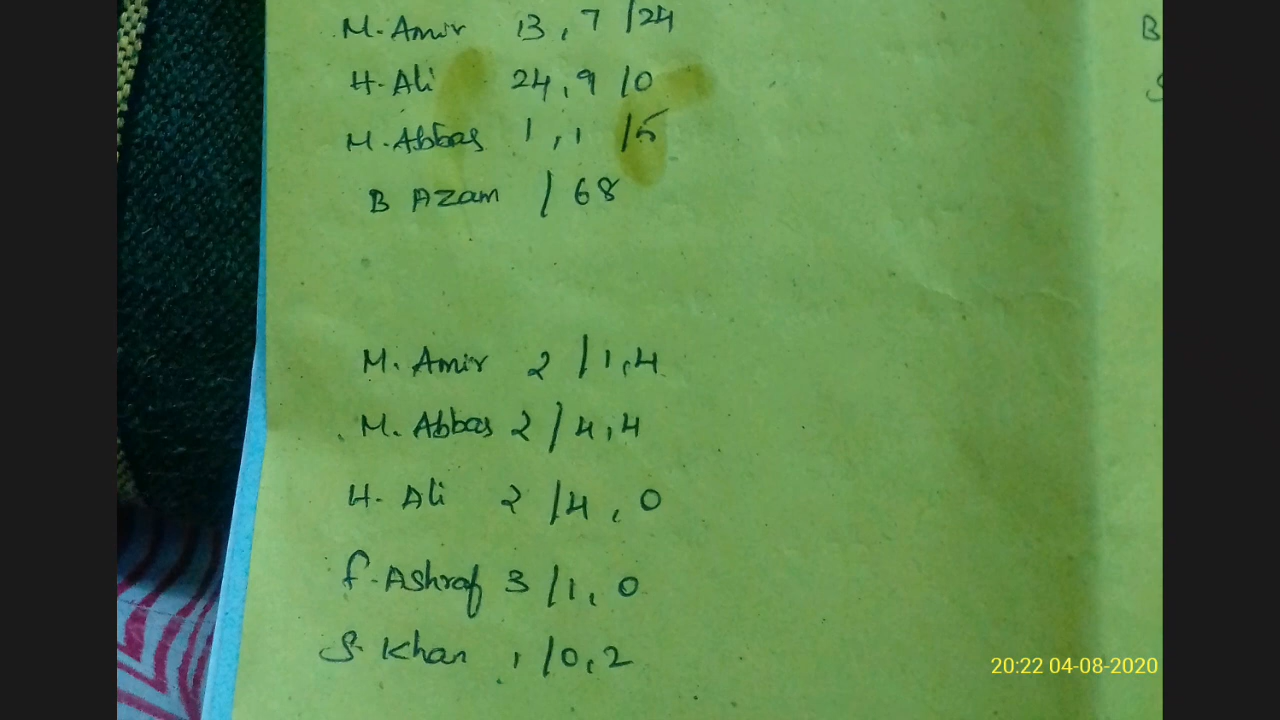 M. Amir 13, 7 /24
H. Ali 24, 9 /0
M. Abbas 1, 1 /5
B Azam / 68
M. Amir 2 / 1, 4
M. Abbas 2 / 4, 4
H. Ali 2 / 4, 0
f. Ashraf 3 / 1, 0
S. Khan 1 / 0, 2
B
20:22 04-08-2020